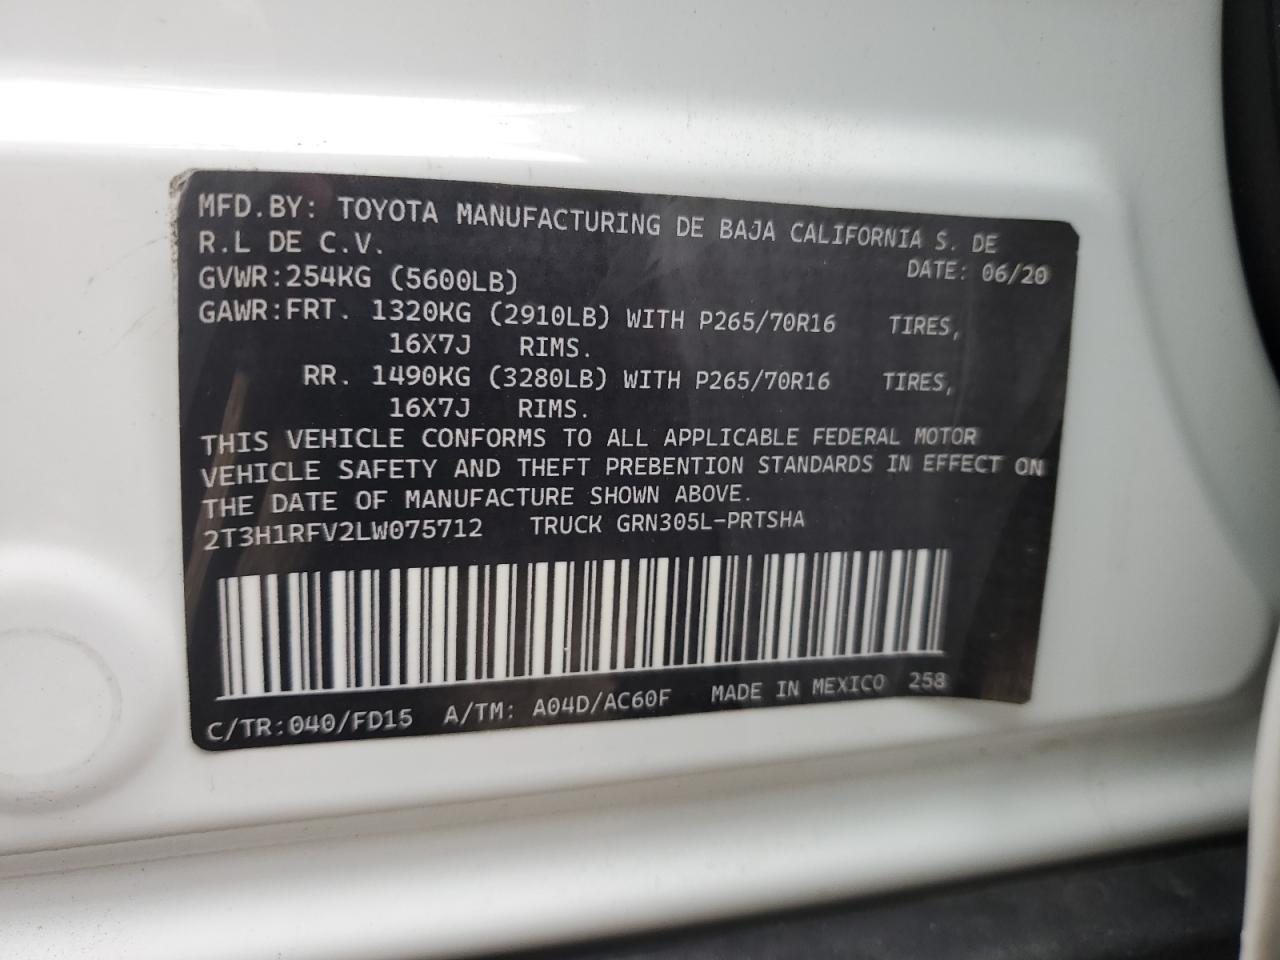 MFD.BY: TOYOTA MANUFACTURING DE BAJA CALIFORNIA S. DE
R.L DE C.V.
DATE: 06/20
GVWR:254KG (5600LB)
GAWR:FRT. 1320KG (2910LB) WITH P265/70R16 TIRES,
16X7J RIMS.
RR. 1490KG (3280LB) WITH P265/70R16 TIRES,
16X7J RIMS.
THIS VEHICLE CONFORMS TO ALL APPLICABLE FEDERAL MOTOR
VEHICLE SAFETY AND THEFT PREBENTION STANDARDS IN EFFECT ON
THE DATE OF MANUFACTURE SHOWN ABOVE.
2T3H1RFV2LW075712 TRUCK GRN305L-PRTSHA
C/TR:040/FD15 A/TM: A04D/AC60F MADE IN MEXICO 258